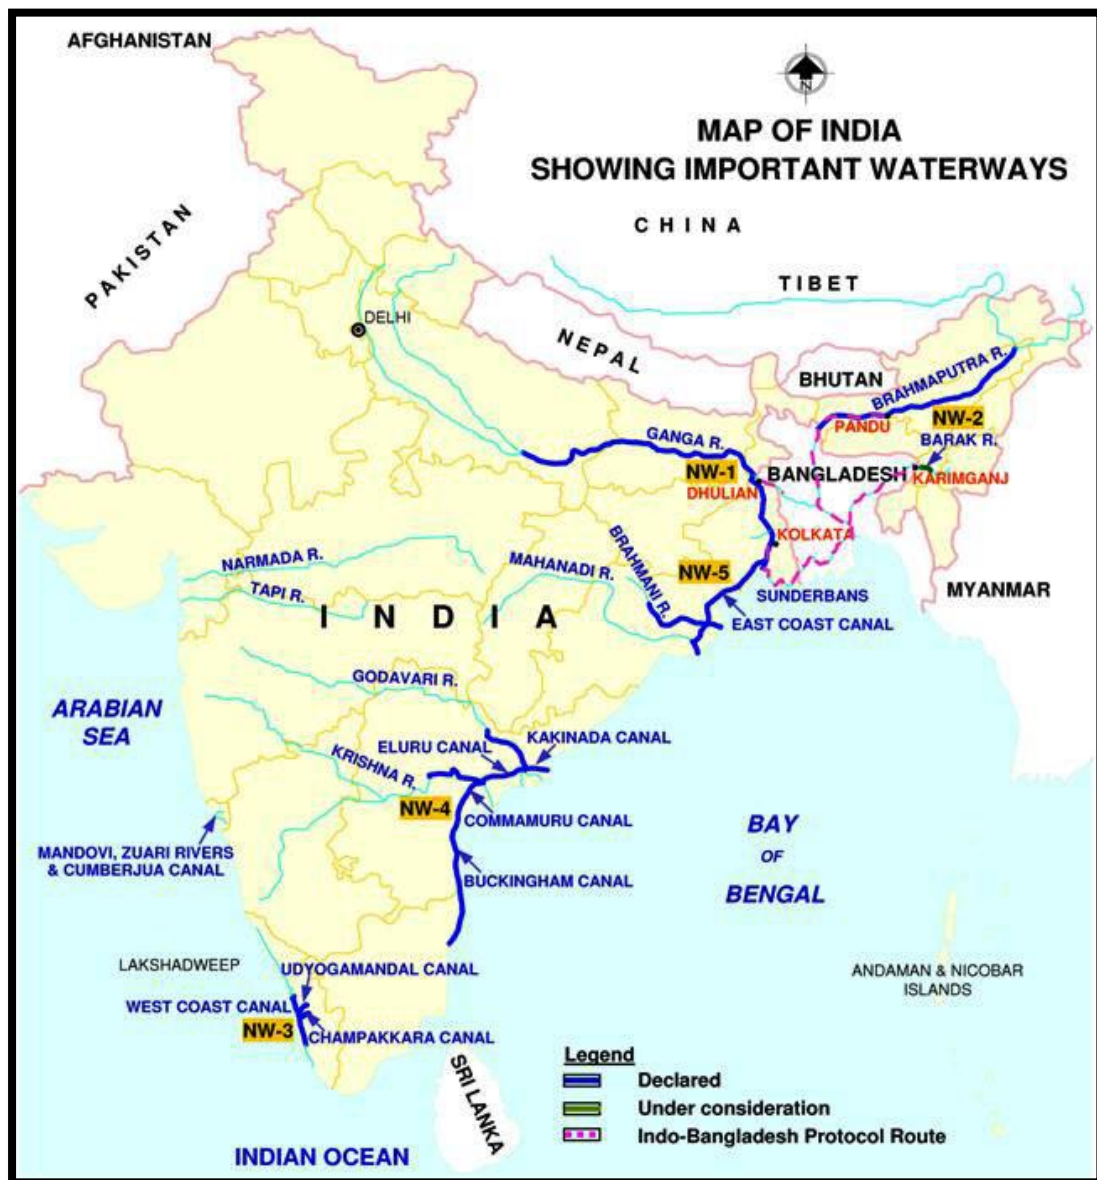 AFGHANISTAN
N
MAP OF INDIA
SHOWING IMPORTANT WATERWAYS
CHINA
PAKISTAN
TIBET
DELHI
NEPAL
BHUTAN
BRAHMAPUTRA R.
NW-2
PANDU
BARAK R.
GANGA R.
NW-1
BANGLADESH
KARIMGANJ
DHULIAN
KOLKATA
BRAHMANI R.
NARMADA R.
MAHANADI R.
NW-5
TAPI R.
SUNDERBANS
MYANMAR
INDIA
EAST COAST CANAL
GODAVARI R.
ARABIAN
SEA
KAKINADA CANAL
ELURU CANAL
KRISHNA R.
NW-4
COMMAMURU CANAL
BAY
OF
BENGAL
MANDOVI, ZUARI RIVERS
& CUMBERJUA CANAL
BUCKINGHAM CANAL
LAKSHADWEEP
UDYOGAMANDAL CANAL
ANDAMAN & NICOBAR
ISLANDS
WEST COAST CANAL
NW-3
CHAMPAKKARA CANAL
SRI LANKA
Legend
Declared
Under consideration
Indo-Bangladesh Protocol Route
INDIAN OCEAN